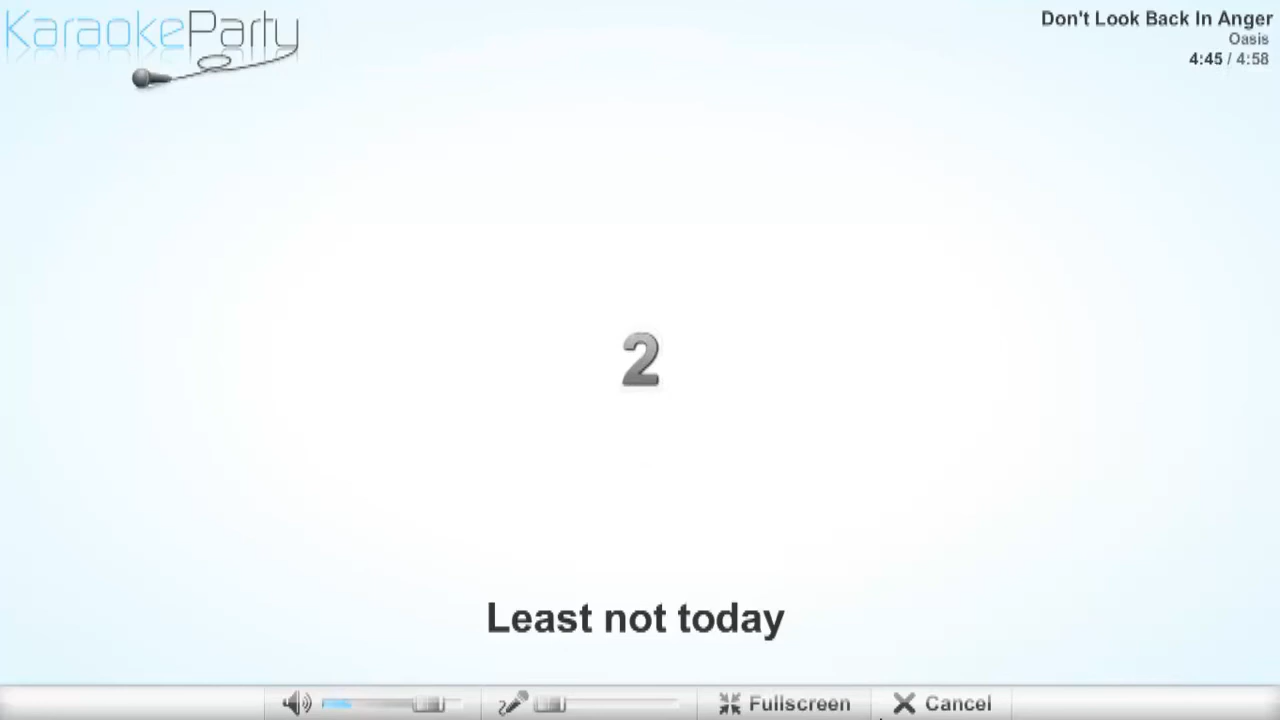 KaraokeParty
Don't Look Back In Anger
Oasis
4:45 / 4:58
2
Least not today
Fullscreen
Cancel